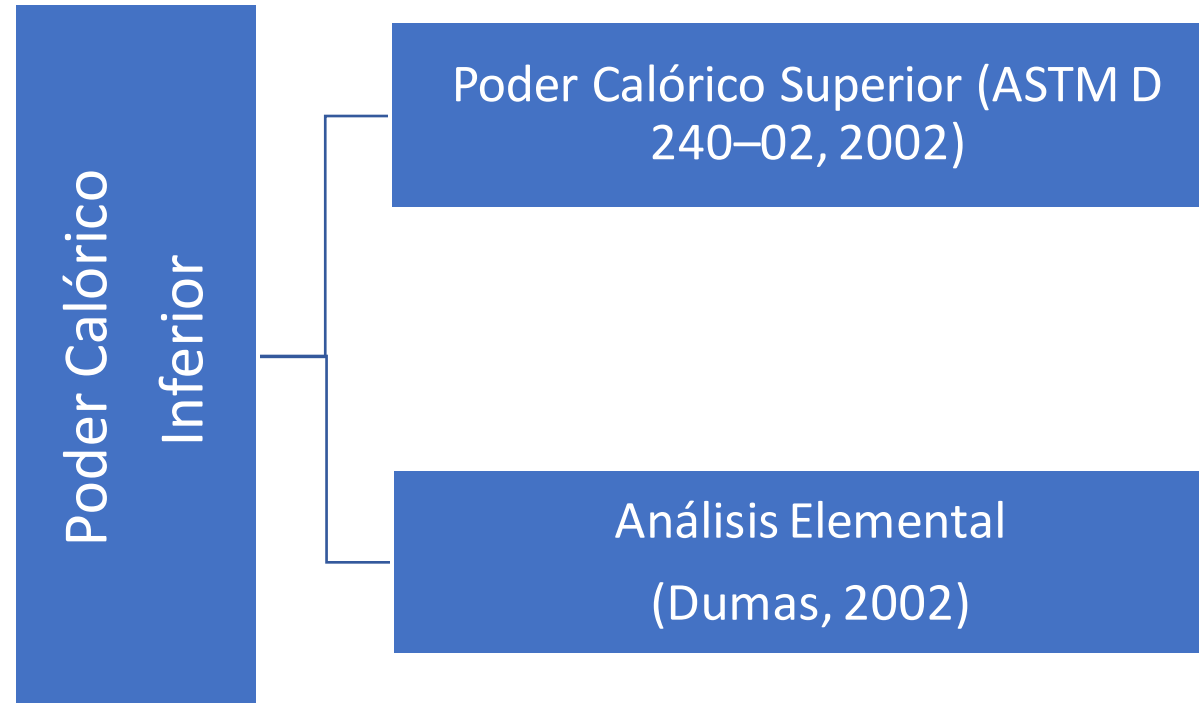 Poder Calórico
Inferior
Poder Calórico Superior (ASTM D
240–02, 2002)
Análisis Elemental
(Dumas, 2002)